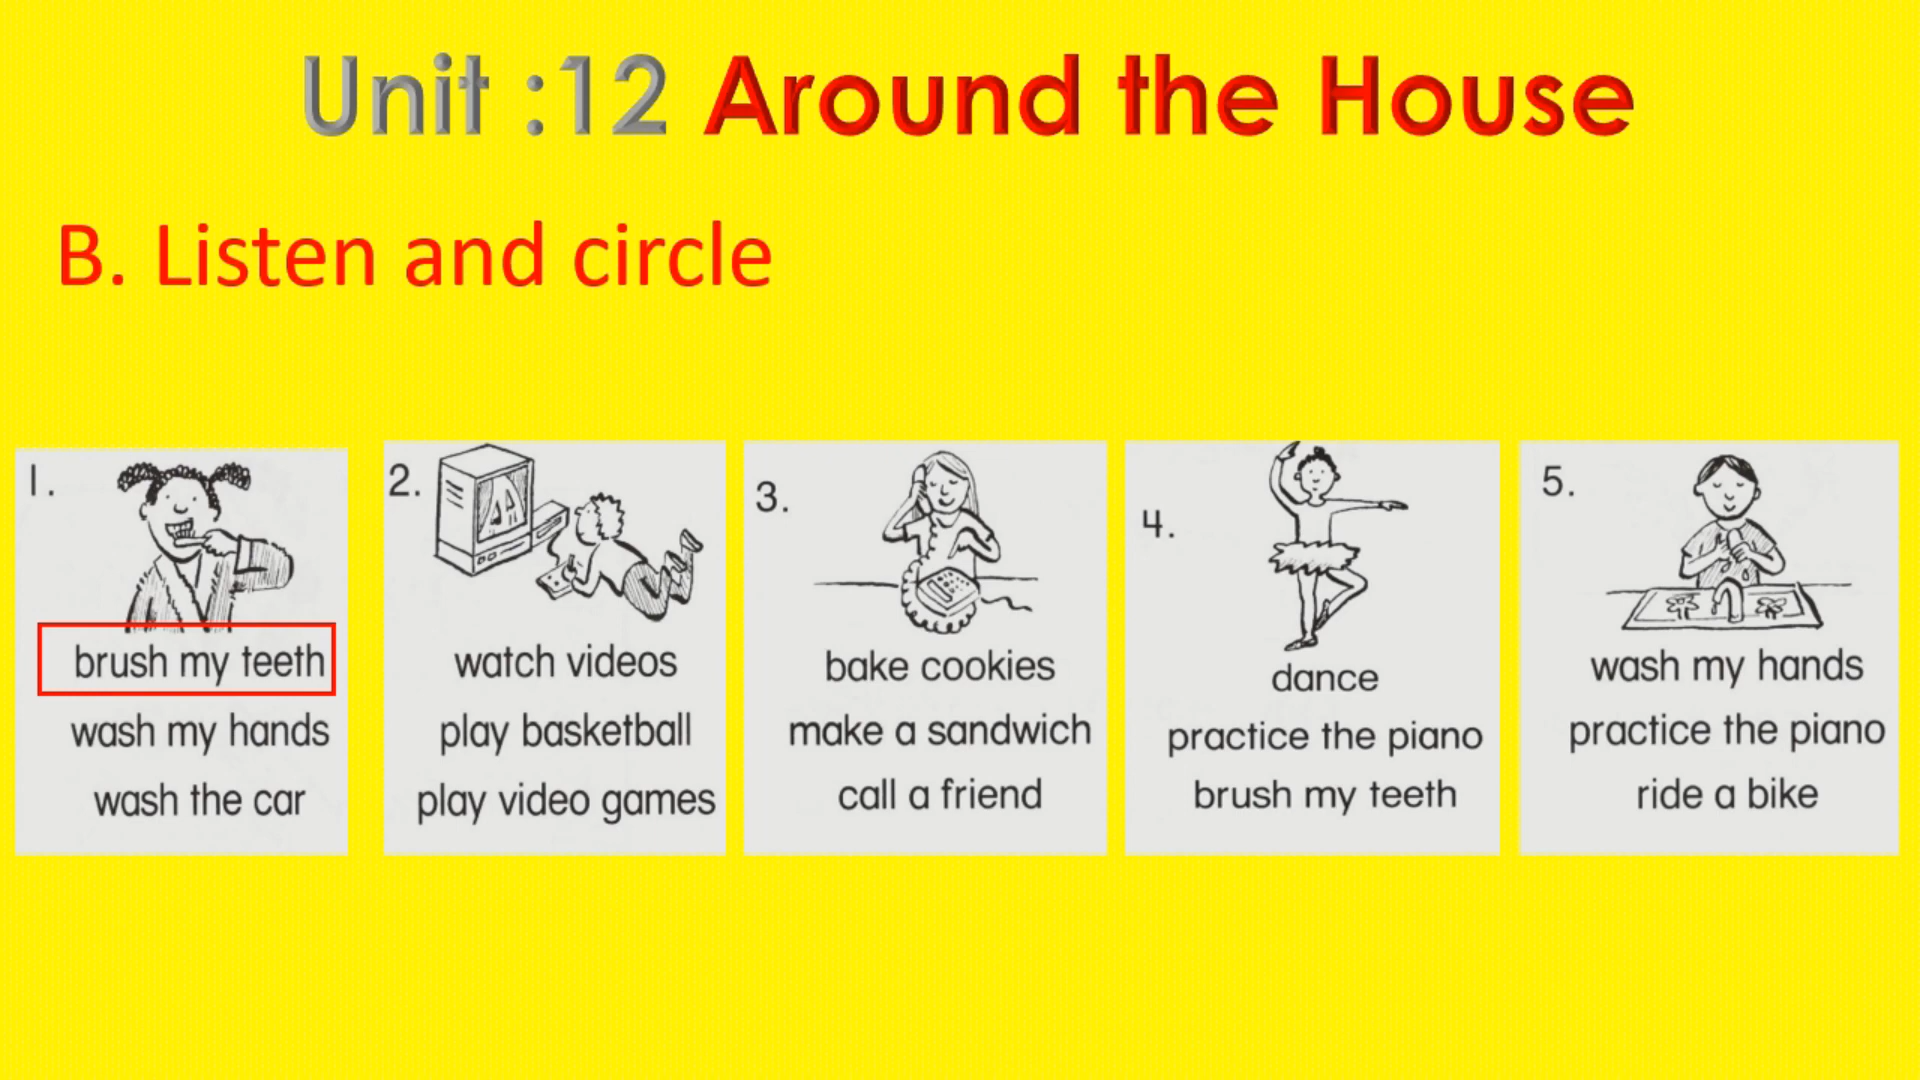 Unit :12 Around the House
B. Listen and circle
1.
brush my teeth
wash my hands
wash the car
2.
watch videos
play basketball
play video games
3.
bake cookies
make a sandwich
call a friend
4.
dance
practice the piano
brush my teeth
5.
wash my hands
practice the piano
ride a bike